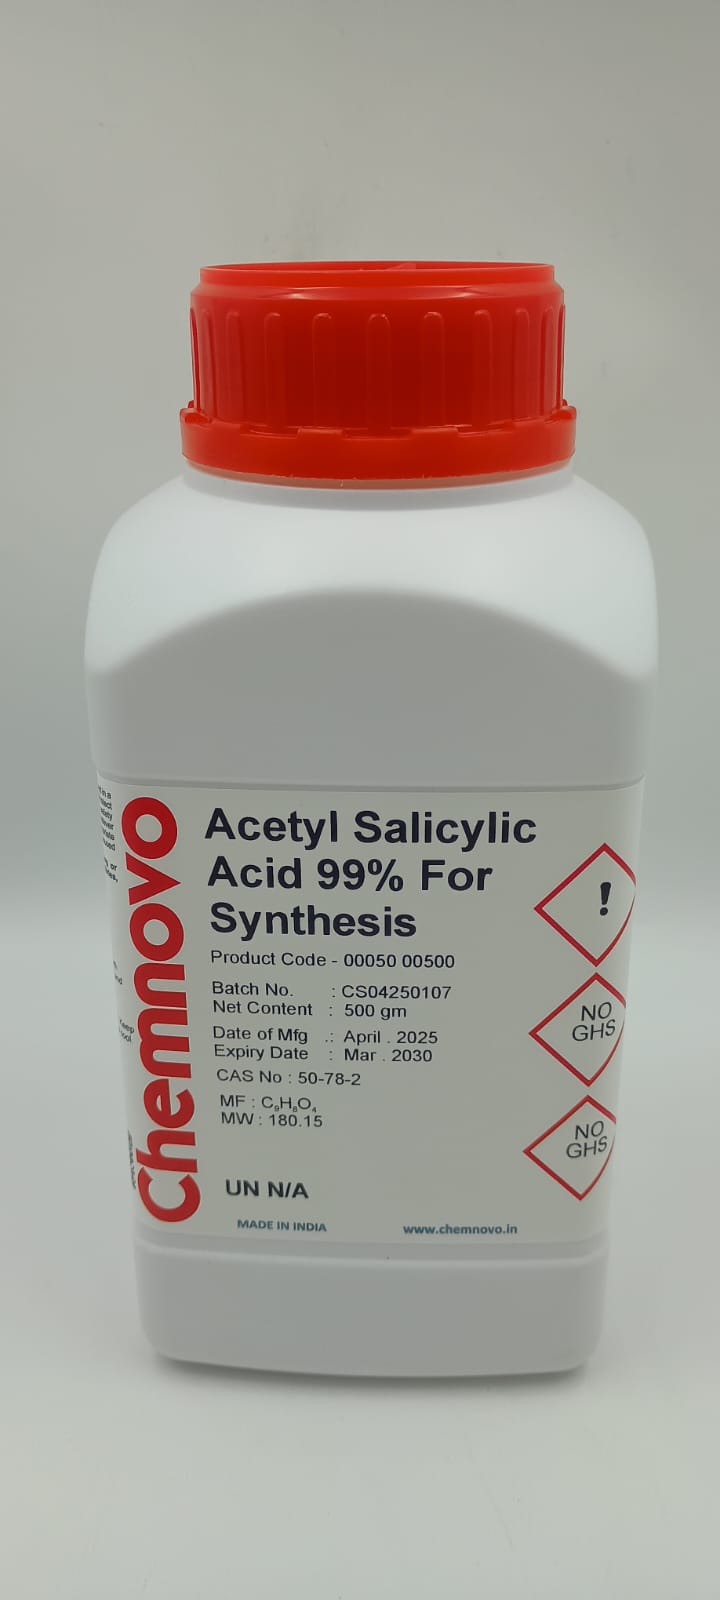 Chemnovo
Acetyl Salicylic
Acid 99% For
Synthesis
Product Code - 00050 00500
Batch No. : CS04250107
Net Content : 500 gm
Date of Mfg .: April . 2025
Expiry Date : Mar . 2030
CAS No : 50-78-2
MF : C₉H₈O₄
MW : 180.15
UN N/A
MADE IN INDIA
www.chemnovo.in
!
NO
GHS
NO
GHS